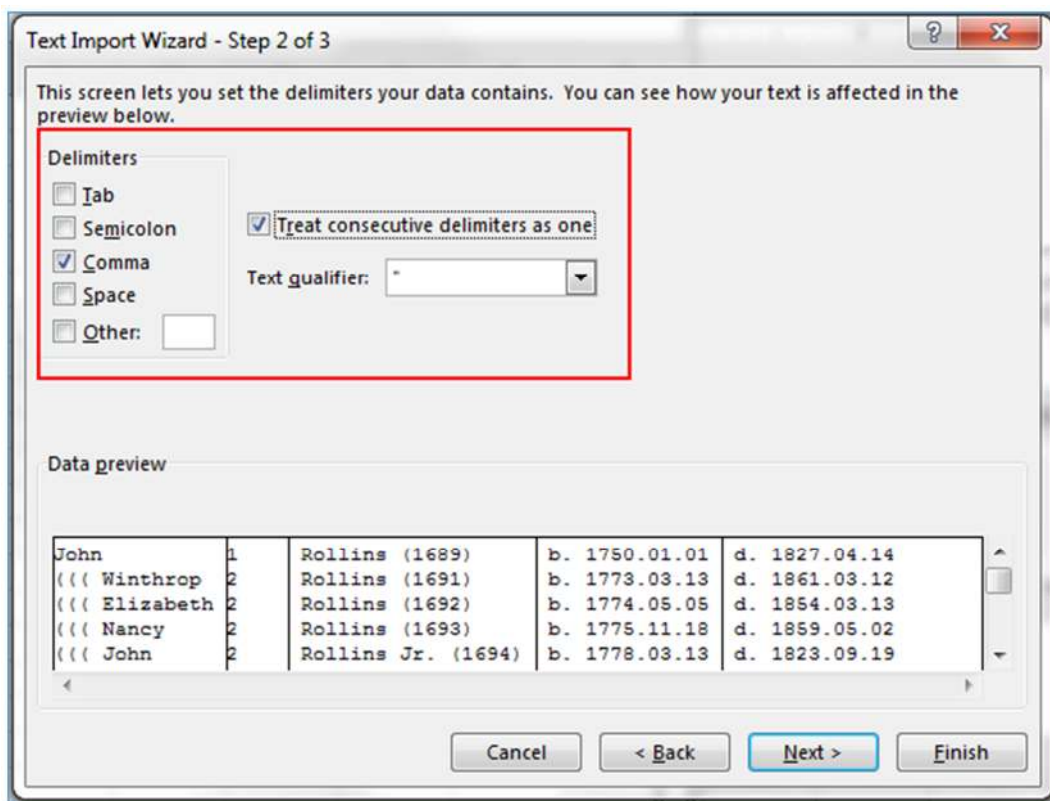 Text Import Wizard - Step 2 of 3
?
This screen lets you set the delimiters your data contains. You can see how your text is affected in the
preview below.
Delimiters
Tab
Semicolon
Comma
Space
Other:
Treat consecutive delimiters as one
Text qualifier: "
Data preview
John 1 Rollins (1689) b. 1750.01.01 d. 1827.04.14
((( Winthrop 2 Rollins (1691) b. 1773.03.13 d. 1861.03.12
((( Elizabeth 2 Rollins (1692) b. 1774.05.05 d. 1854.03.13
((( Nancy 2 Rollins (1693) b. 1775.11.18 d. 1859.05.02
((( John 2 Rollins Jr. (1694) b. 1778.03.13 d. 1823.09.19
Cancel < Back Next > Finish